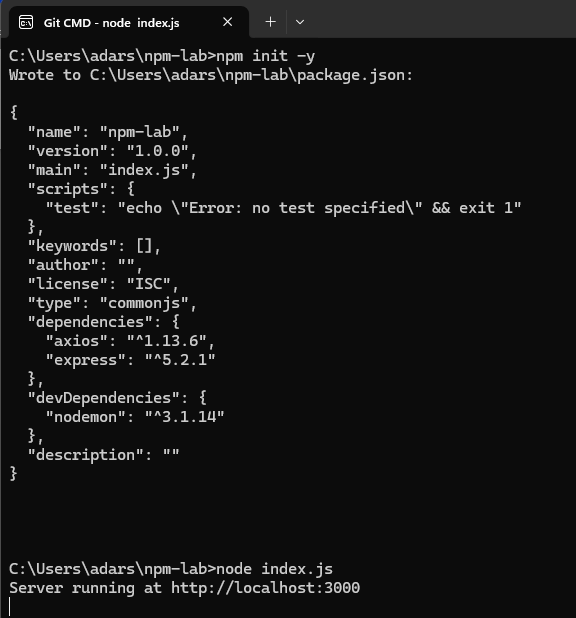 Git CMD - node index.js
C:\Users\adars\npm-lab>npm init -y
Wrote to C:\Users\adars\npm-lab\package.json:
{
  "name": "npm-lab",
  "version": "1.0.0",
  "main": "index.js",
  "scripts": {
    "test": "echo \"Error: no test specified\" && exit 1"
  },
  "keywords": [],
  "author": "",
  "license": "ISC",
  "type": "commonjs",
  "dependencies": {
    "axios": "^1.13.6",
    "express": "^5.2.1"
  },
  "devDependencies": {
    "nodemon": "^3.1.14"
  },
  "description": ""
}
C:\Users\adars\npm-lab>node index.js
Server running at http://localhost:3000